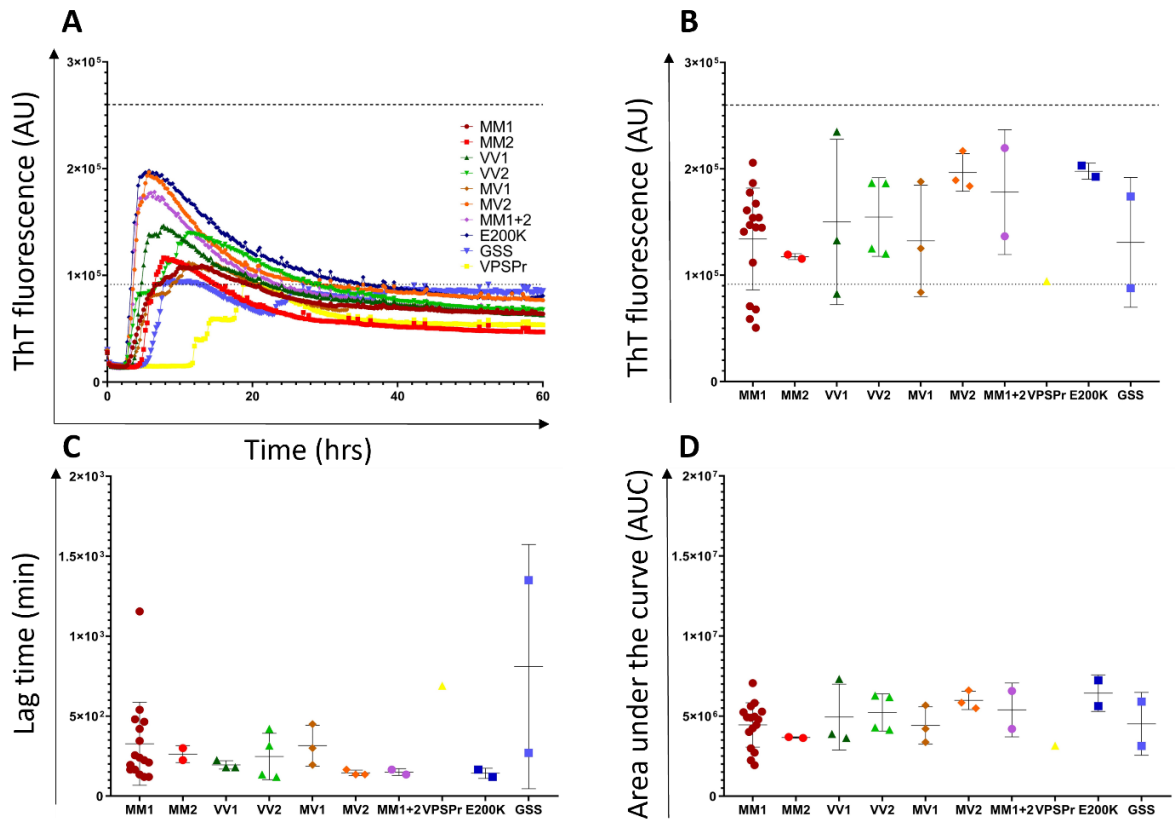 A
ThT fluorescence (AU)
3×10⁵
2×10⁵
1×10⁵
0
0 20 40 60
Time (hrs)
MM1
MM2
VV1
VV2
MV1
MV2
MM1+2
E200K
GSS
VPSPr
B
ThT fluorescence (AU)
3×10⁵
2×10⁵
1×10⁵
0
MM1 MM2 VV1 VV2 MV1 MV2 MM1+2 VPSPr E200K GSS
C
Lag time (min)
2×10³
1.5×10³
1×10³
5×10²
0
MM1 MM2 VV1 VV2 MV1 MV2 MM1+2 VPSPr E200K GSS
D
Area under the curve (AUC)
2×10⁷
1.5×10⁷
1×10⁷
5×10⁶
0
MM1 MM2 VV1 VV2 MV1 MV2 MM1+2 VPSPr E200K GSS